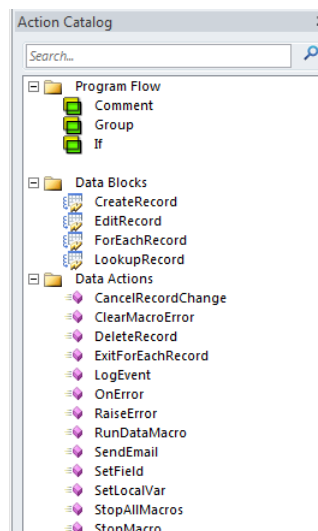 Action Catalog
Search...
Program Flow
Comment
Group
If
Data Blocks
CreateRecord
EditRecord
ForEachRecord
LookupRecord
Data Actions
CancelRecordChange
ClearMacroError
DeleteRecord
ExitForEachRecord
LogEvent
OnError
RaiseError
RunDataMacro
SendEmail
SetField
SetLocalVar
StopAllMacros
StopMacro